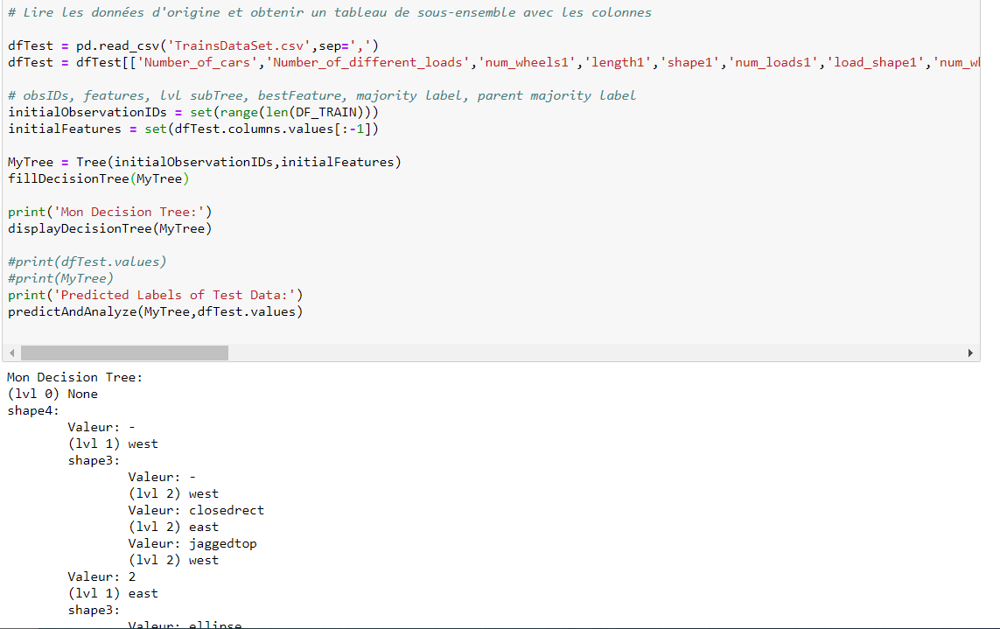 # Lire les données d'origine et obtenir un tableau de sous-ensemble avec les colonnes
dfTest = pd.read_csv('TrainsDataSet.csv',sep=',')
dfTest = dfTest[['Number_of_cars','Number_of_different_loads','num_wheels1','length1','shape1','num_loads1','load_shape1','num_wl
# obsIDs, features, lvl subTree, bestFeature, majority label, parent majority label
initialObservationIDs = set(range(len(DF_TRAIN)))
initialFeatures = set(dfTest.columns.values[:-1])
MyTree = Tree(initialObservationIDs,initialFeatures)
fillDecisionTree(MyTree)
print('Mon Decision Tree:')
displayDecisionTree(MyTree)
#print(dfTest.values)
#print(MyTree)
print('Predicted Labels of Test Data:')
predictAndAnalyze(MyTree,dfTest.values)
Mon Decision Tree:
(lvl 0) None
shape4:
Valeur: -
(lvl 1) west
shape3:
Valeur: -
(lvl 2) west
Valeur: closedrect
(lvl 2) east
Valeur: jaggedtop
(lvl 2) west
Valeur: 2
(lvl 1) east
shape3:
Valeur: ellipse